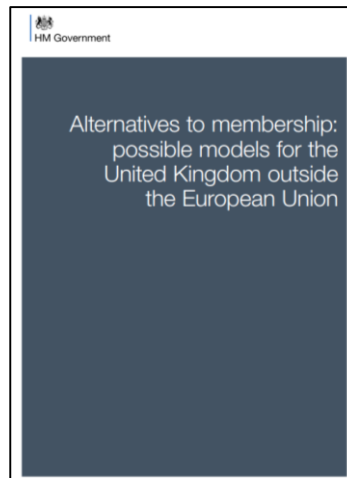 HM Government
Alternatives to membership:
possible models for the
United Kingdom outside
the European Union